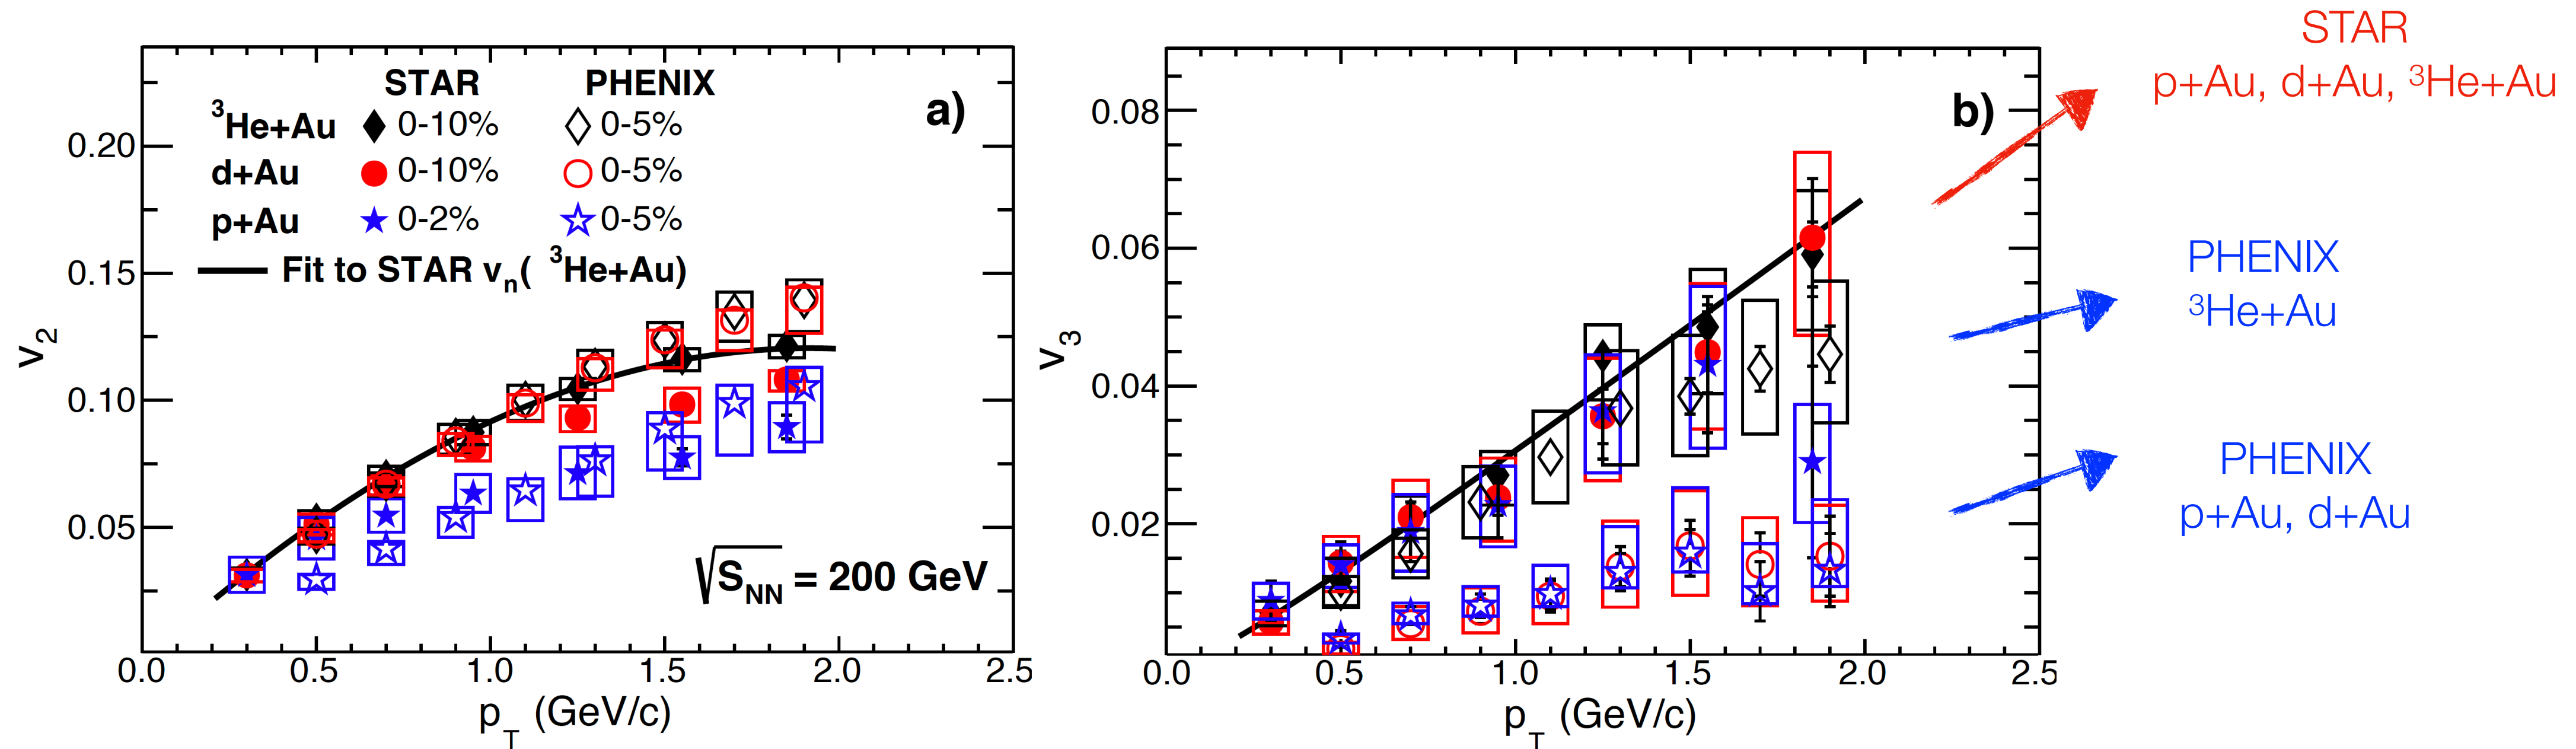 STAR PHENIX
³He+Au 0-10% 0-5%
d+Au 0-10% 0-5%
p+Au 0-2% 0-5%
Fit to STAR vₙ( ³He+Au)
a)
√S_NN = 200 GeV
v₂
0.20
0.15
0.10
0.05
0.0 0.5 1.0 1.5 2.0 2.5
p_T (GeV/c)
b)
v₃
0.08
0.06
0.04
0.02
0.0 0.5 1.0 1.5 2.0 2.5
p_T (GeV/c)
STAR
p+Au, d+Au, ³He+Au
PHENIX
³He+Au
PHENIX
p+Au, d+Au